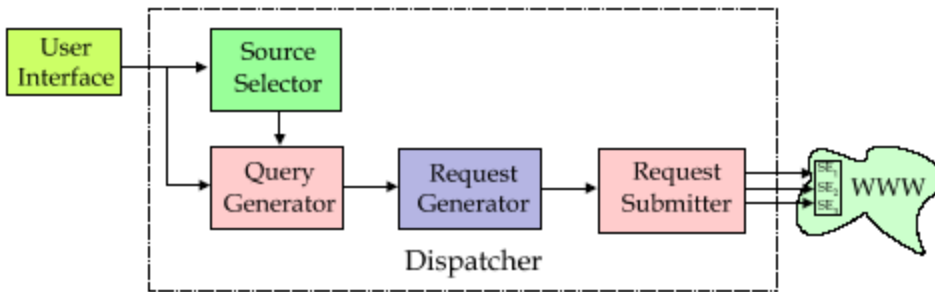 User
Interface
Source
Selector
Query
Generator
Request
Generator
Request
Submitter
SE1
SE2
SE3
WWW
Dispatcher